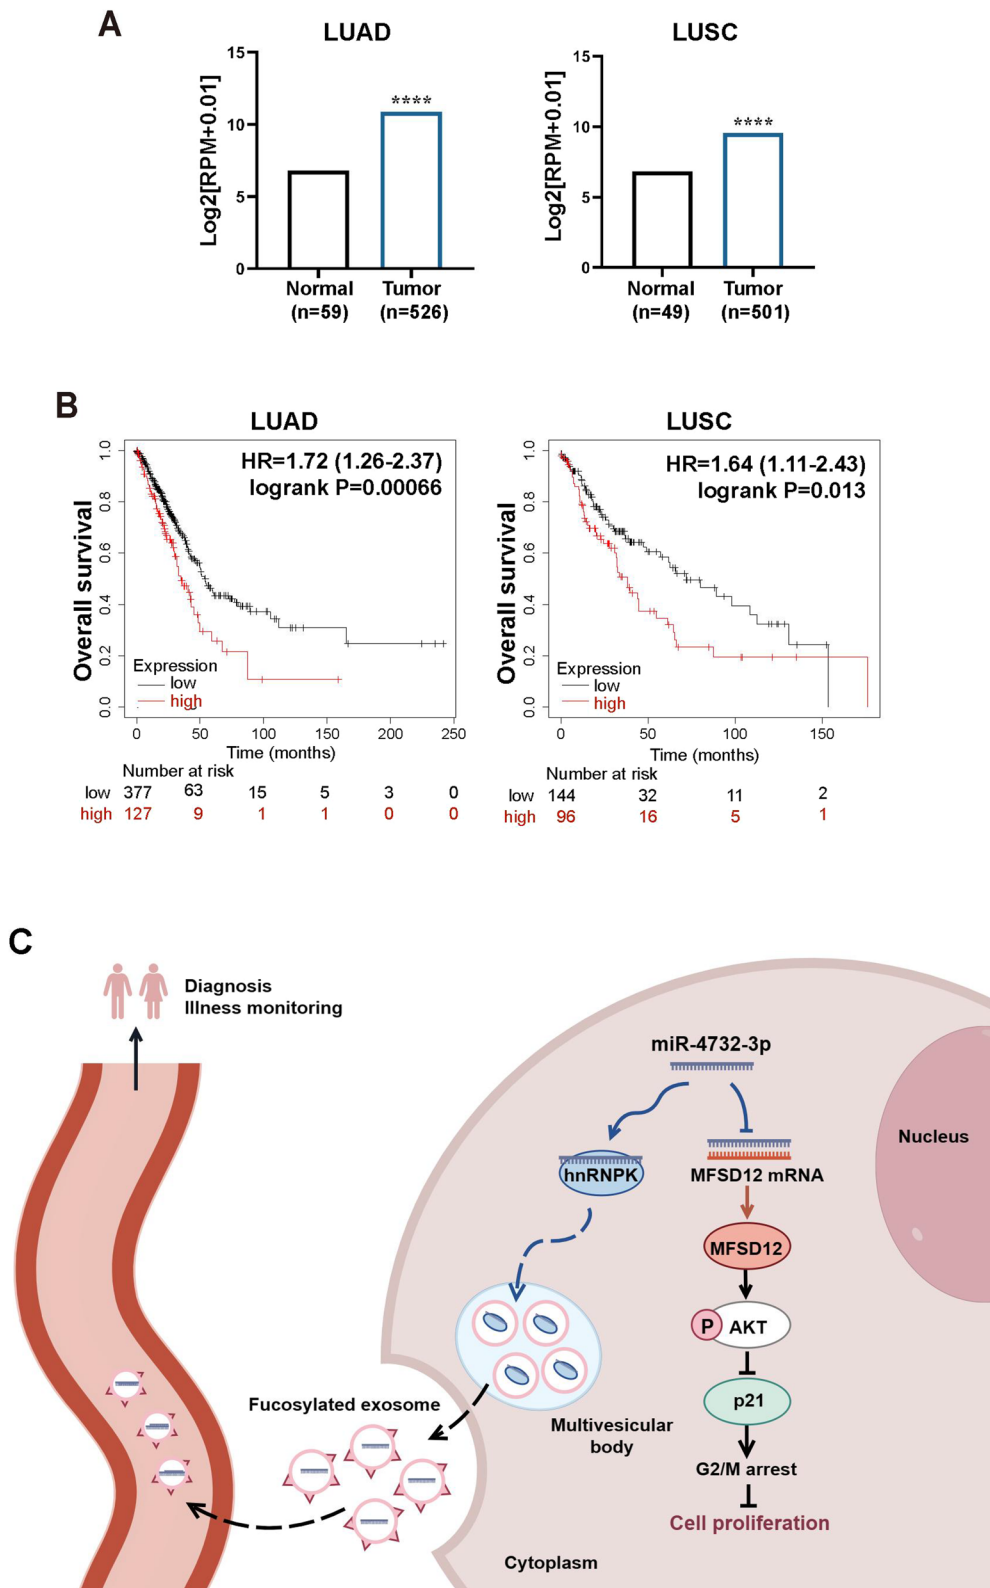 A
LUAD
LUSC
Log2[RPM+0.01]
15
10
5
0
Normal
(n=59)
Tumor
(n=526)
Log2[RPM+0.01]
15
10
5
0
****
****
Normal
(n=49)
Tumor
(n=501)
B
LUAD
LUSC
HR=1.72 (1.26-2.37)
logrank P=0.00066
Overall survival
1.0
0.8
0.6
0.4
0.2
0.0
Expression
low
high
0 50 100 150 200 250
Time (months)
Number at risk
low 377 63 15 5 3 0
high 127 9 1 1 0 0
HR=1.64 (1.11-2.43)
logrank P=0.013
Overall survival
1.0
0.8
0.6
0.4
0.2
0.0
Expression
low
high
0 50 100 150
Time (months)
Number at risk
low 144 32 11 2
high 96 16 5 1
C
Diagnosis
Illness monitoring
miR-4732-3p
Nucleus
hnRNPK
MFSD12 mRNA
MFSD12
P
AKT
p21
Fucosylated exosome
Multivesicular
body
G2/M arrest
Cell proliferation
Cytoplasm